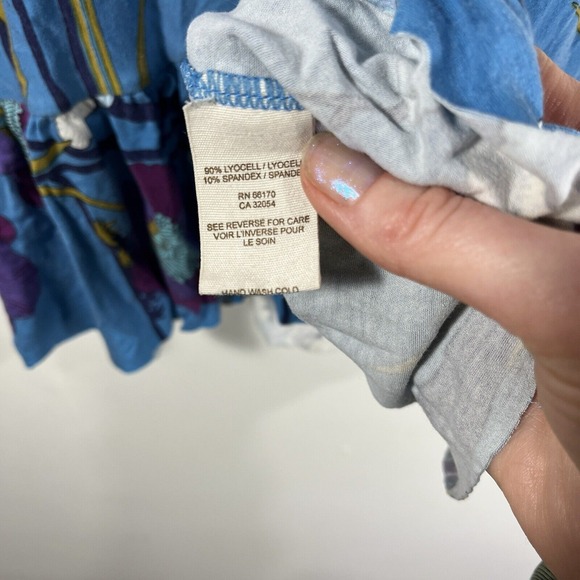 90% LYOCELL / LYOCELL
10% SPANDEX / SPANDE
RN 66170
CA 32054
SEE REVERSE FOR CARE
VOIR L'INVERSE POUR
LE SOIN
HAND WASH COLD